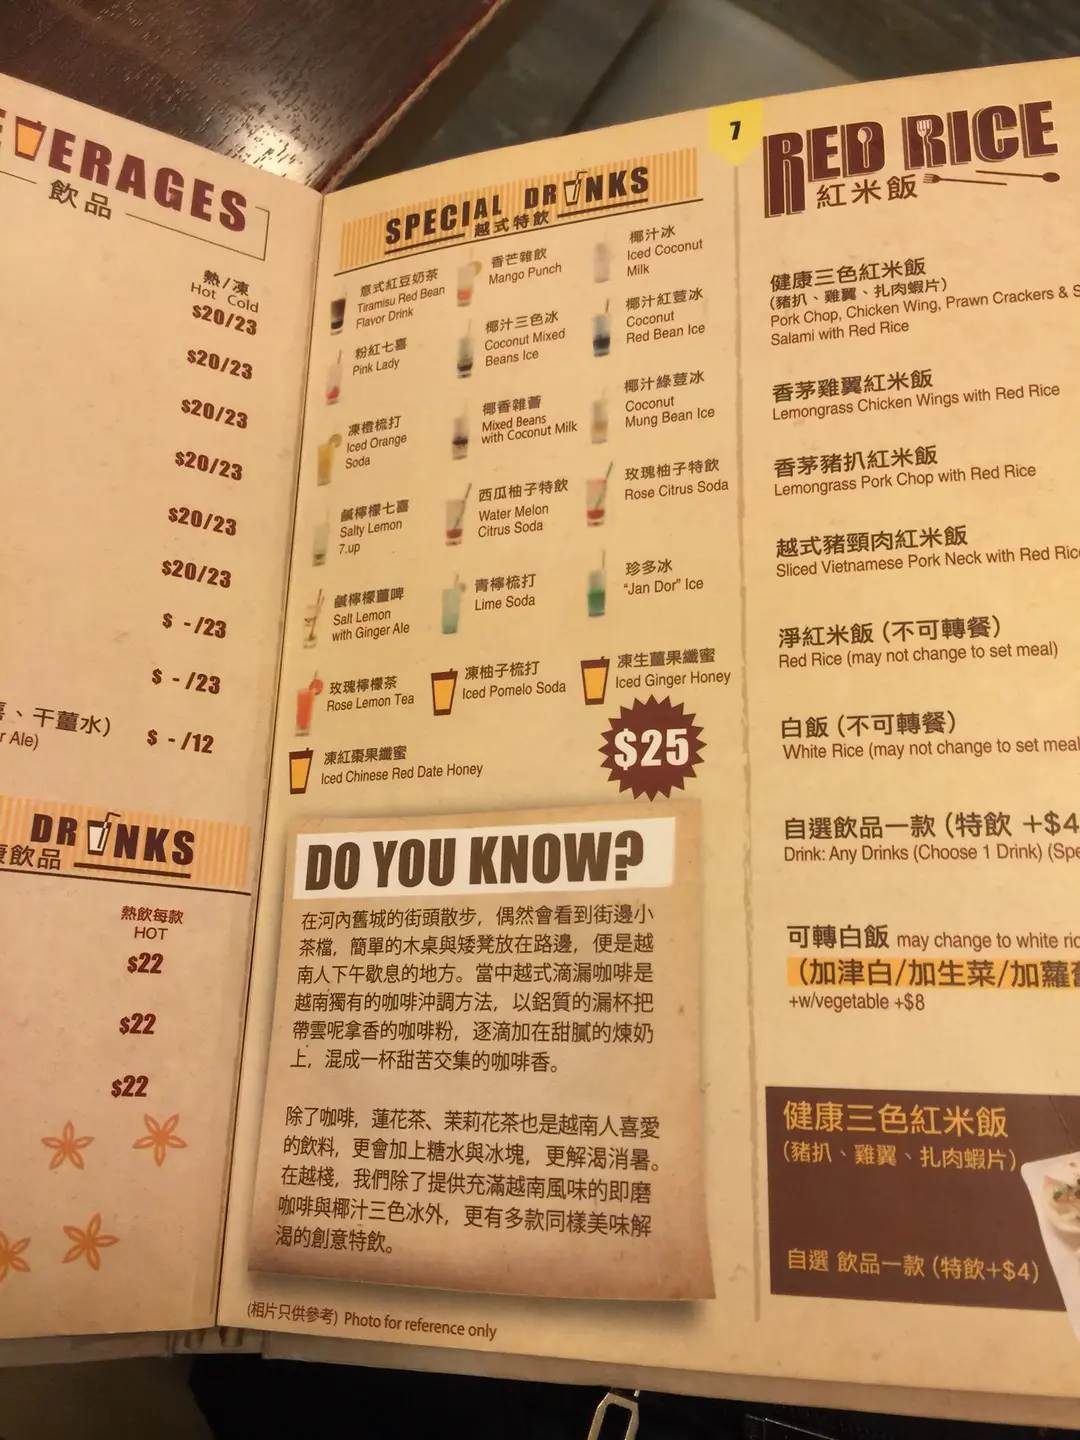 EVERAGES
飲品
熱/凍
Hot Cold
$20/23
$20/23
$20/23
$20/23
$20/23
$20/23
$ -/23
$ -/23
、干薑水)
r Ale)
$ -/12
DRINKS
飲品
熱飲每款
HOT
$22
$22
$22
SPECIAL DRINKS
越式特飲
意式紅豆奶茶
Tiramisu Red Bean
Flavor Drink
粉紅七喜
Pink Lady
凍橙梳打
Iced Orange
Soda
鹹檸檬七喜
Salty Lemon
7.up
鹹檸檬薑啤
Salt Lemon
with Ginger Ale
玫瑰檸檬茶
Rose Lemon Tea
凍紅棗果纖蜜
Iced Chinese Red Date Honey
香芒雜飲
Mango Punch
椰汁三色冰
Coconut Mixed
Beans Ice
椰香雜薈
Mixed Beans
with Coconut Milk
西瓜柚子特飲
Water Melon
Citrus Soda
青檸梳打
Lime Soda
凍柚子梳打
Iced Pomelo Soda
椰汁冰
Iced Coconut
Milk
椰汁紅荳冰
Coconut
Red Bean Ice
椰汁綠荳冰
Coconut
Mung Bean Ice
玫瑰柚子特飲
Rose Citrus Soda
珍多冰
“Jan Dor” Ice
凍生薑果纖蜜
Iced Ginger Honey
$25
DO YOU KNOW?
在河內舊城的街頭散步，偶然會看到街邊小
茶檔，簡單的木桌與矮凳放在路邊，便是越
南人下午歇息的地方。當中越式滴漏咖啡是
越南獨有的咖啡沖調方法，以鋁質的漏杯把
帶雲呢拿香的咖啡粉，逐滴加在甜膩的煉奶
上，混成一杯甜苦交集的咖啡香。
除了咖啡，蓮花茶、茉莉花茶也是越南人喜愛
的飲料，更會加上糖水與冰塊，更解渴消暑。
在越棧，我們除了提供充滿越南風味的即磨
咖啡與椰汁三色冰外，更有多款同樣美味解
渴的創意特飲。
(相片只供參考) Photo for reference only
7
RED RICE
紅米飯
健康三色紅米飯
(豬扒、雞翼、扎肉蝦片)
Pork Chop, Chicken Wing, Prawn Crackers & S
Salami with Red Rice
香茅雞翼紅米飯
Lemongrass Chicken Wings with Red Rice
香茅豬扒紅米飯
Lemongrass Pork Chop with Red Rice
越式豬頸肉紅米飯
Sliced Vietnamese Pork Neck with Red Ric
淨紅米飯 (不可轉餐)
Red Rice (may not change to set meal)
白飯 (不可轉餐)
White Rice (may not change to set meal
自選飲品一款 (特飲 +$4
Drink: Any Drinks (Choose 1 Drink) (Spe
可轉白飯 may change to white ric
(加津白/加生菜/加蘿
+w/vegetable +$8
健康三色紅米飯
(豬扒、雞翼、扎肉蝦片)
自選 飲品一款 (特飲+$4)